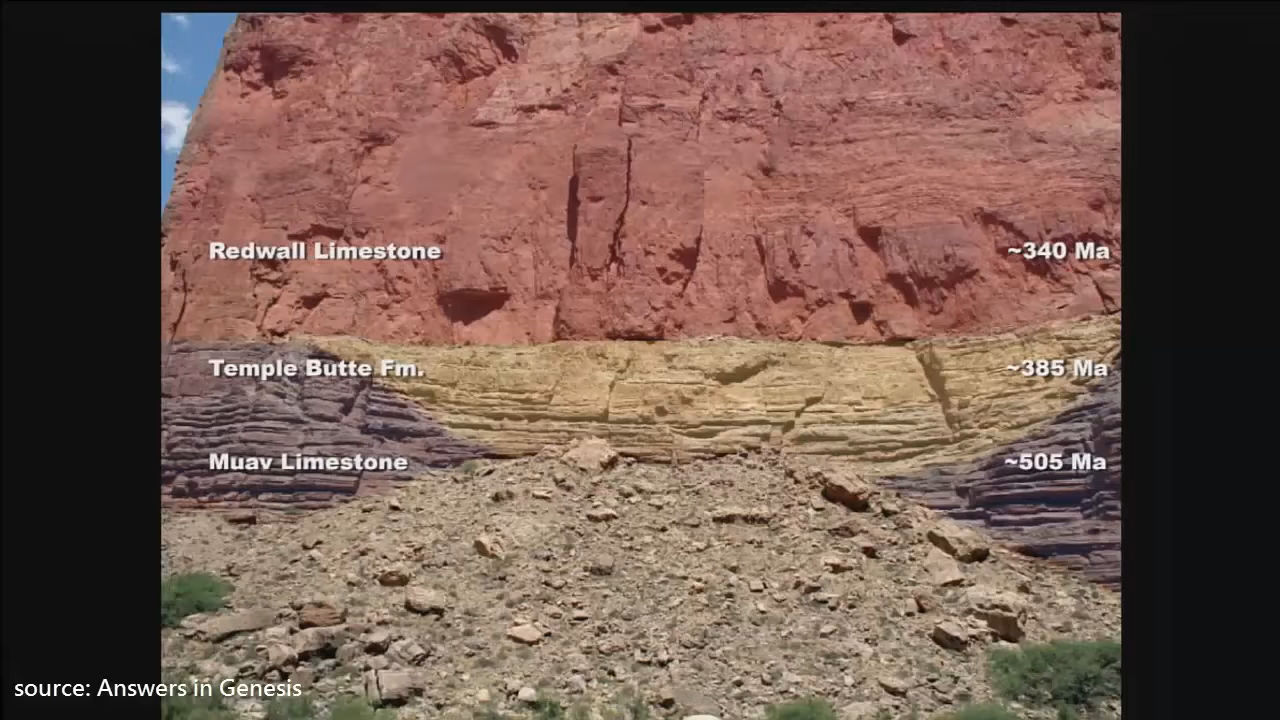 Redwall Limestone ~340 Ma
Temple Butte Fm. ~385 Ma
Muav Limestone ~505 Ma
source: Answers in Genesis